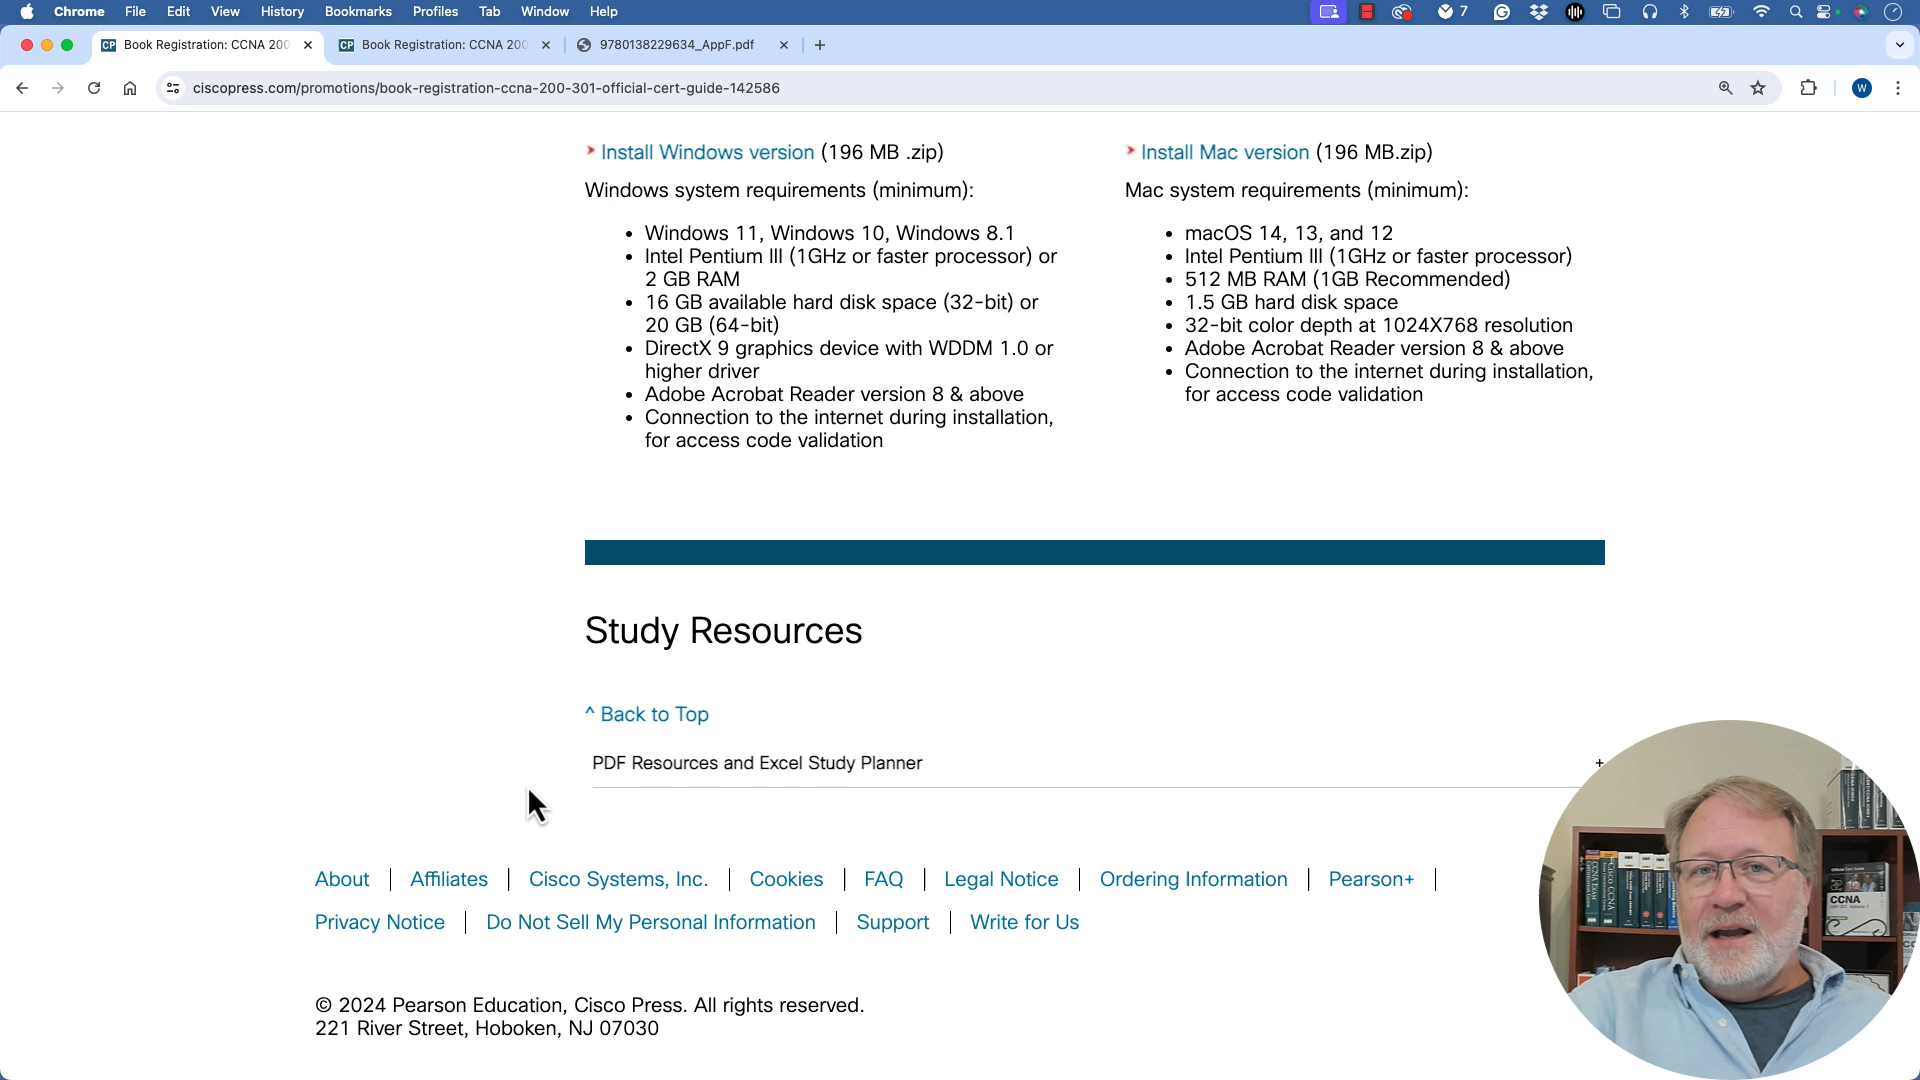 Chrome File Edit View History Bookmarks Profiles Tab Window Help 7
CP Book Registration: CCNA 200
CP Book Registration: CCNA 200
9780138229634_AppF.pdf
ciscopress.com/promotions/book-registration-ccna-200-301-official-cert-guide-142586
W
Install Windows version (196 MB .zip)
Windows system requirements (minimum):
• Windows 11, Windows 10, Windows 8.1
• Intel Pentium III (1GHz or faster processor) or
2 GB RAM
• 16 GB available hard disk space (32-bit) or
20 GB (64-bit)
• DirectX 9 graphics device with WDDM 1.0 or
higher driver
• Adobe Acrobat Reader version 8 & above
• Connection to the internet during installation,
for access code validation
Install Mac version (196 MB.zip)
Mac system requirements (minimum):
• macOS 14, 13, and 12
• Intel Pentium III (1GHz or faster processor)
• 512 MB RAM (1GB Recommended)
• 1.5 GB hard disk space
• 32-bit color depth at 1024X768 resolution
• Adobe Acrobat Reader version 8 & above
• Connection to the internet during installation,
for access code validation
Study Resources
^ Back to Top
PDF Resources and Excel Study Planner +
About | Affiliates | Cisco Systems, Inc. | Cookies | FAQ | Legal Notice | Ordering Information | Pearson+ |
Privacy Notice | Do Not Sell My Personal Information | Support | Write for Us
© 2024 Pearson Education, Cisco Press. All rights reserved.
221 River Street, Hoboken, NJ 07030
CCNA